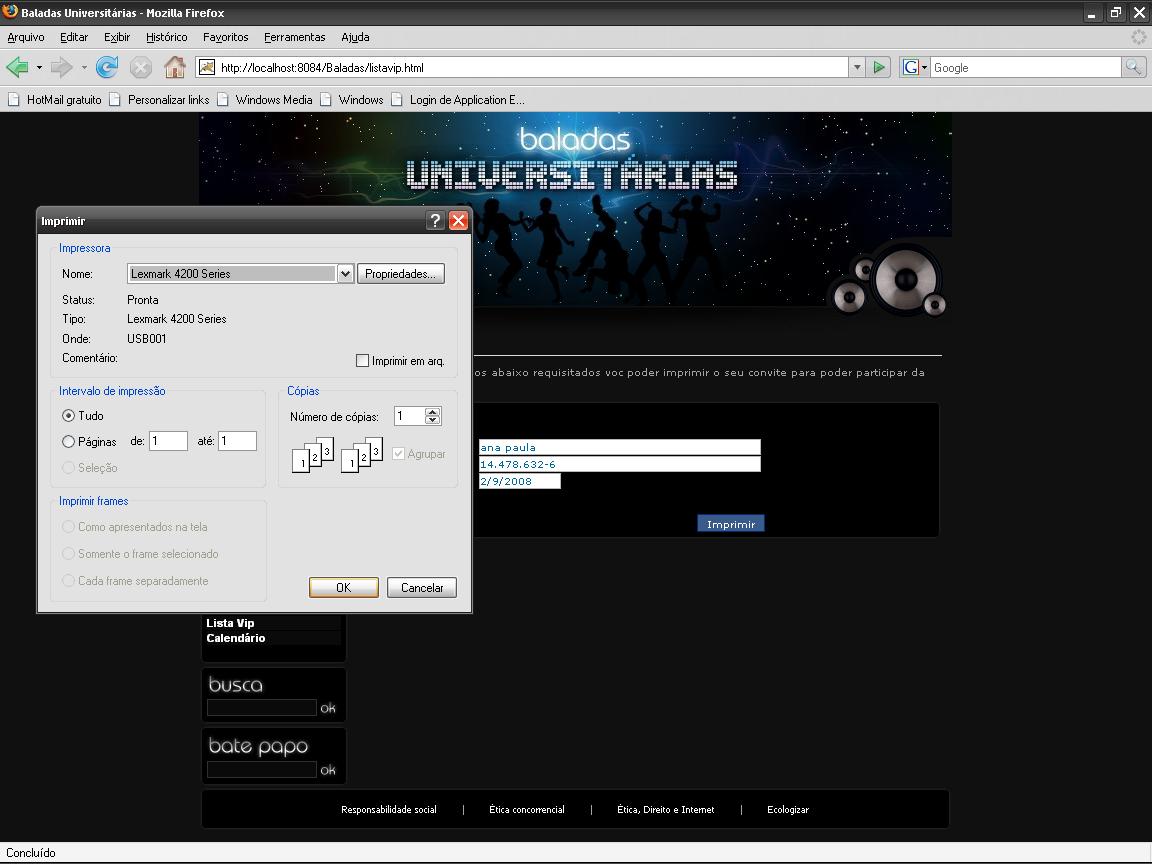 Baladas Universitárias - Mozilla Firefox
Arquivo Editar Exibir Histórico Favoritos Ferramentas Ajuda
http://localhost:8084/Baladas/listavip.html
G Google
HotMail gratuito Personalizar links Windows Media Windows Login de Application E...
baladas
UNIVERSITÁRIAS
Imprimir
Impressora
Nome: Lexmark 4200 Series Propriedades...
Status: Pronta
Tipo: Lexmark 4200 Series
Onde: USB001
Comentário: Imprimir em arq.
Intervalo de impressão
Tudo
Páginas de: 1 até: 1
Seleção
Cópias
Número de cópias: 1
1 2 3 1 2 3 Agrupar
Imprimir frames
Como apresentados na tela
Somente o frame selecionado
Cada frame separadamente
OK Cancelar
os abaixo requisitados voc poder imprimir o seu convite para poder participar da
ana paula
14.478.632-6
2/9/2008
Imprimir
Lista Vip
Calendário
busca
ok
bate papo
ok
Responsabilidade social | Ética concorrencial | Ética, Direito e Internet | Ecologizar
Concluído